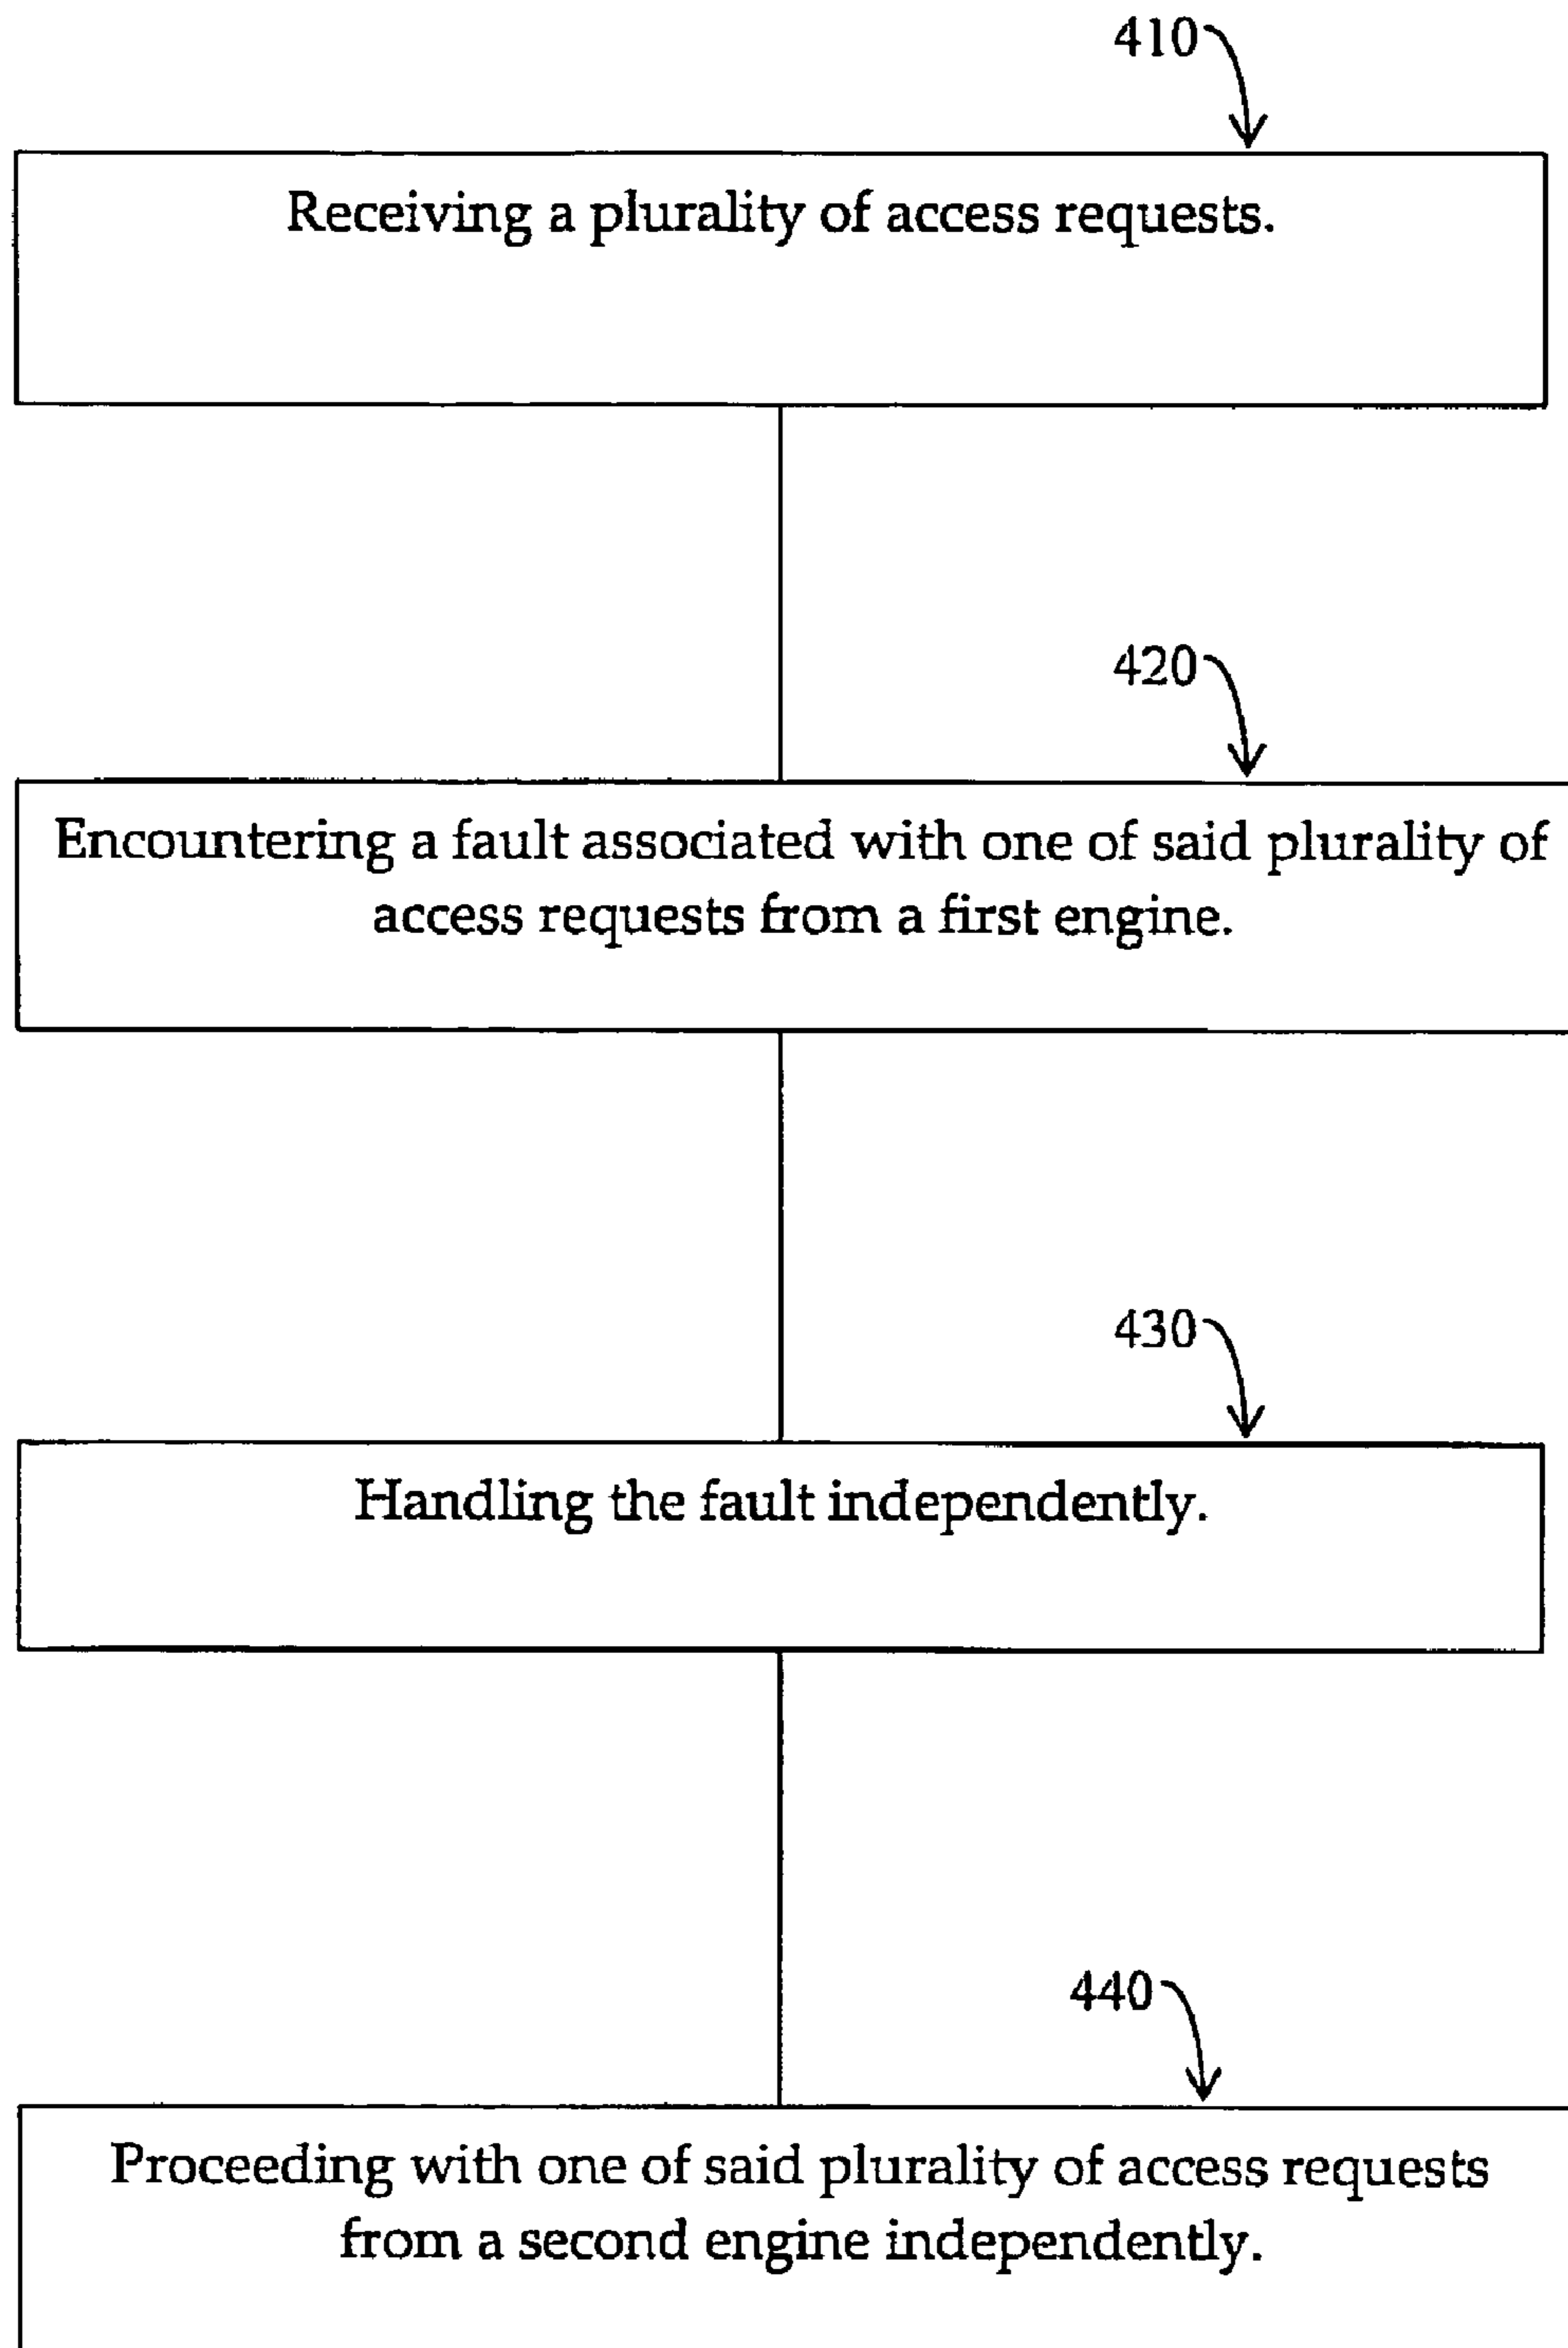 410
Receiving a plurality of access requests.
420
Encountering a fault associated with one of said plurality of
access requests from a first engine.
430
Handling the fault independently.
440
Proceeding with one of said plurality of access requests
from a second engine independently.